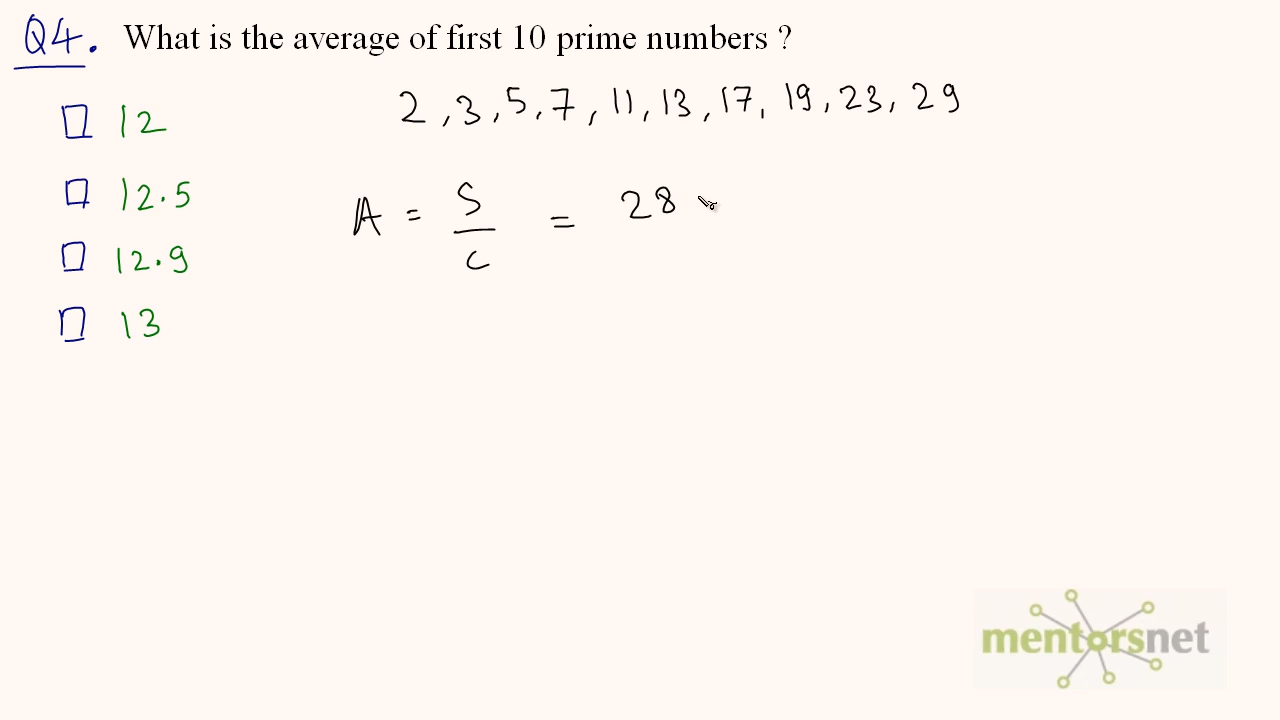 Q4. What is the average of first 10 prime numbers ?
2, 3, 5, 7, 11, 13, 17, 19, 23, 29
12
12.5
12.9
13
A = S/C = 28
mentorsnet